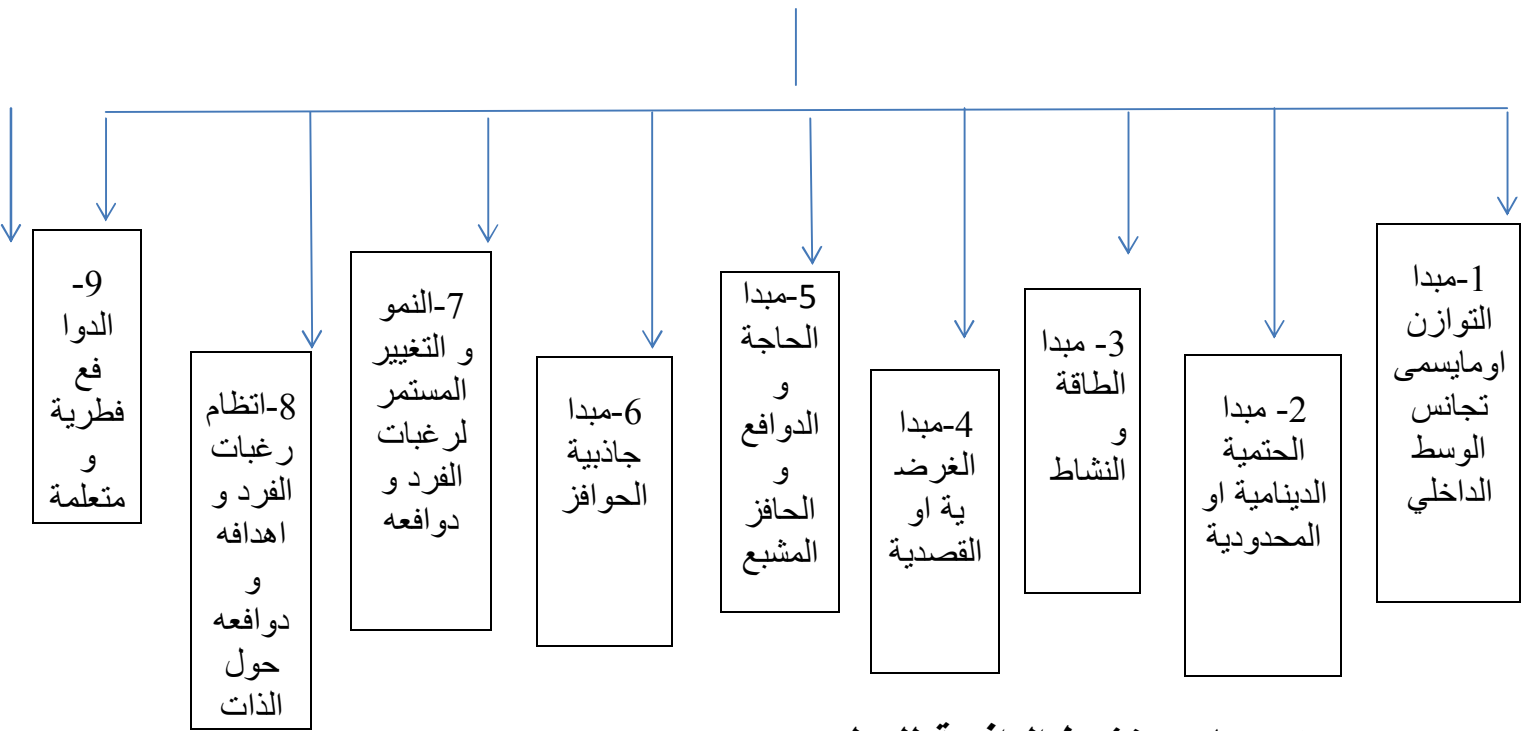 1-مبدا
التوازن
اومايسمى
تجانس
الوسط
الداخلي
2- مبدا
الحتمية
الدينامية او
المحدودية
3- مبدا
الطاقة
و
النشاط
4-مبدا
الغرضـ
ية او
القصدية
5-مبدا
الحاجة
و
الدوافع
و
الحافز
المشبع
6-مبدا
جاذبية
الحوافز
7-النمو
و التغيير
المستمر
لرغبات
الفرد و
دوافعه
8-انتظام
رغبات
الفرد و
اهدافه
و
دوافعه
حول
الذات
9-
الدوا
فع
فطرية
و
متعلمة